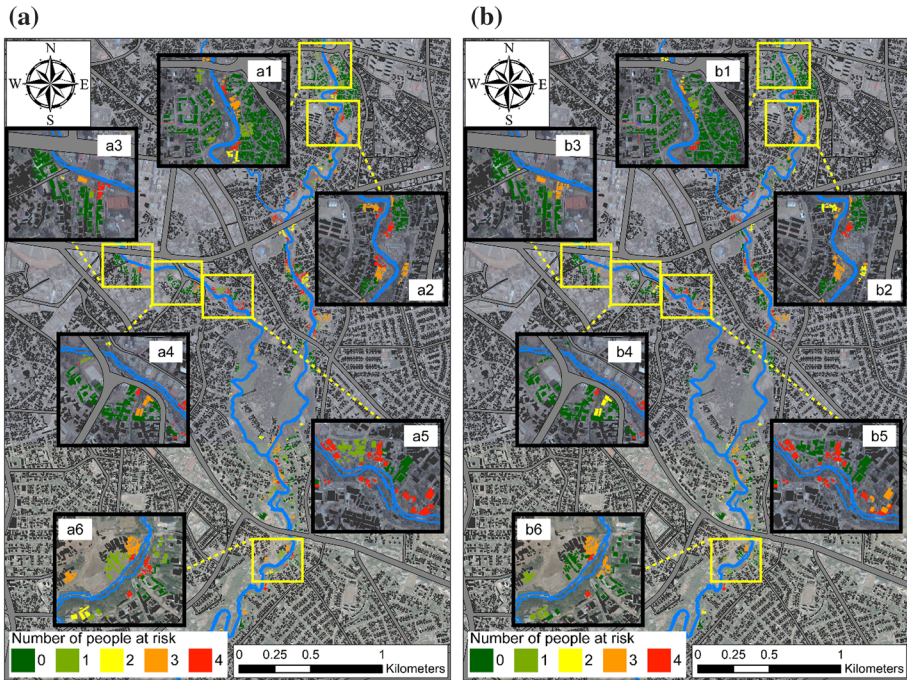 (a)
(b)
N
W E
S
a1
a3
a2
a4
a5
a6
Number of people at risk
0 1 2 3 4
0 0.25 0.5 1
Kilometers
N
W E
S
b1
b3
b2
b4
b5
b6
Number of people at risk
0 1 2 3 4
0 0.25 0.5 1
Kilometers